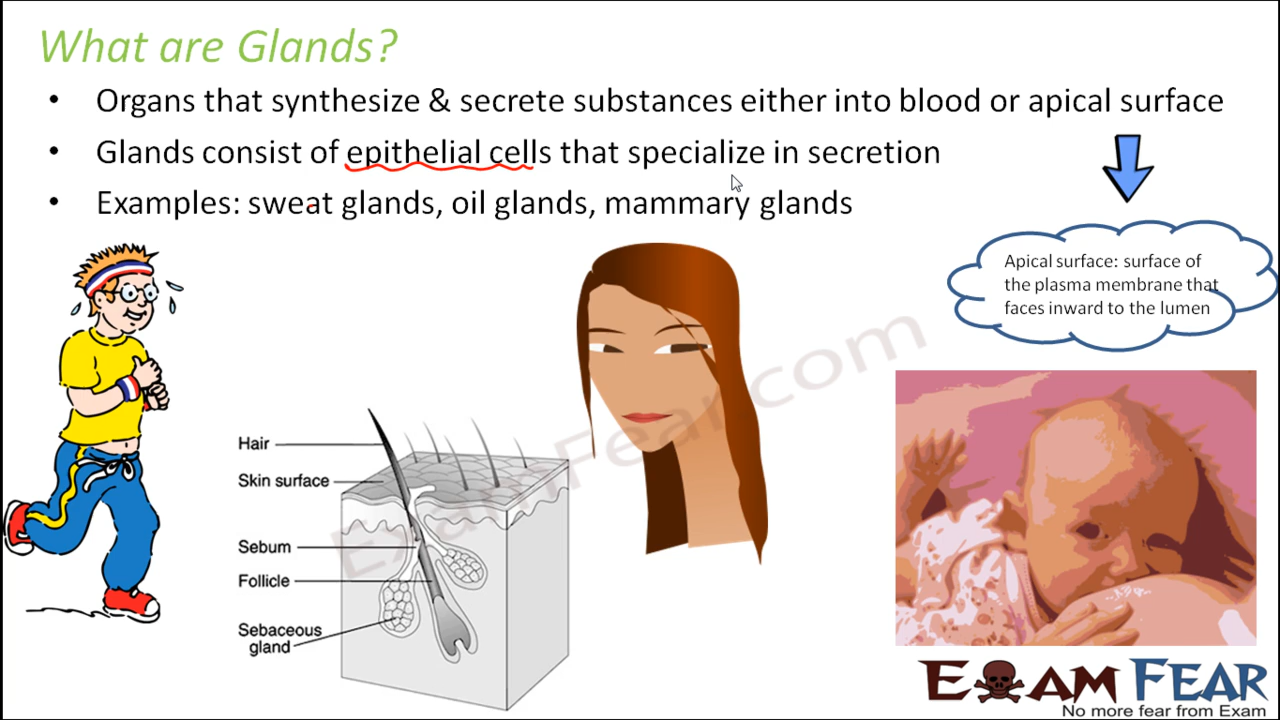 What are Glands?
• Organs that synthesize & secrete substances either into blood or apical surface
• Glands consist of epithelial cells that specialize in secretion
• Examples: sweat glands, oil glands, mammary glands
Apical surface: surface of
the plasma membrane that
faces inward to the lumen
Hair
Skin surface
Sebum
Follicle
Sebaceous
gland
ExamFear.com
EXAM FEAR
No more fear from Exam